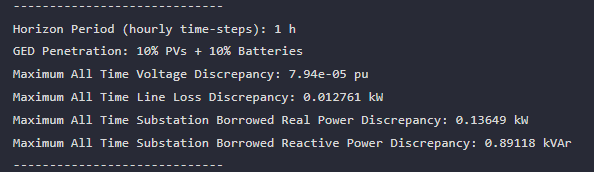 -----------------------------
Horizon Period (hourly time-steps): 1 h
GED Penetration: 10% PVs + 10% Batteries
Maximum All Time Voltage Discrepancy: 7.94e-05 pu
Maximum All Time Line Loss Discrepancy: 0.012761 kW
Maximum All Time Substation Borrowed Real Power Discrepancy: 0.13649 kW
Maximum All Time Substation Borrowed Reactive Power Discrepancy: 0.89118 kVAr
-----------------------------